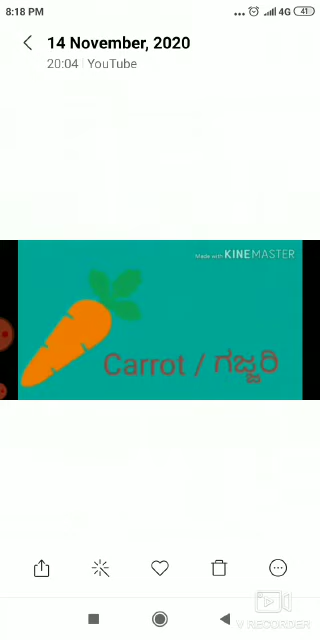 8:18 PM
4G 41
14 November, 2020
20:04 YouTube
Made with KINEMASTER
Carrot / ಗಜ್ಜರಿ
V RECORDER